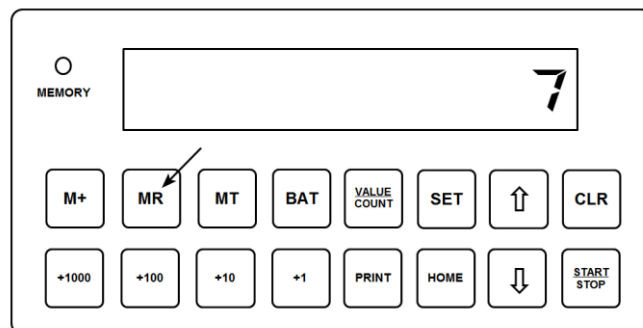 7
MEMORY
M+ MR MT BAT VALUE SET ⇧ CLR
COUNT
+1000 +100 +10 +1 PRINT HOME ⇩ START
STOP